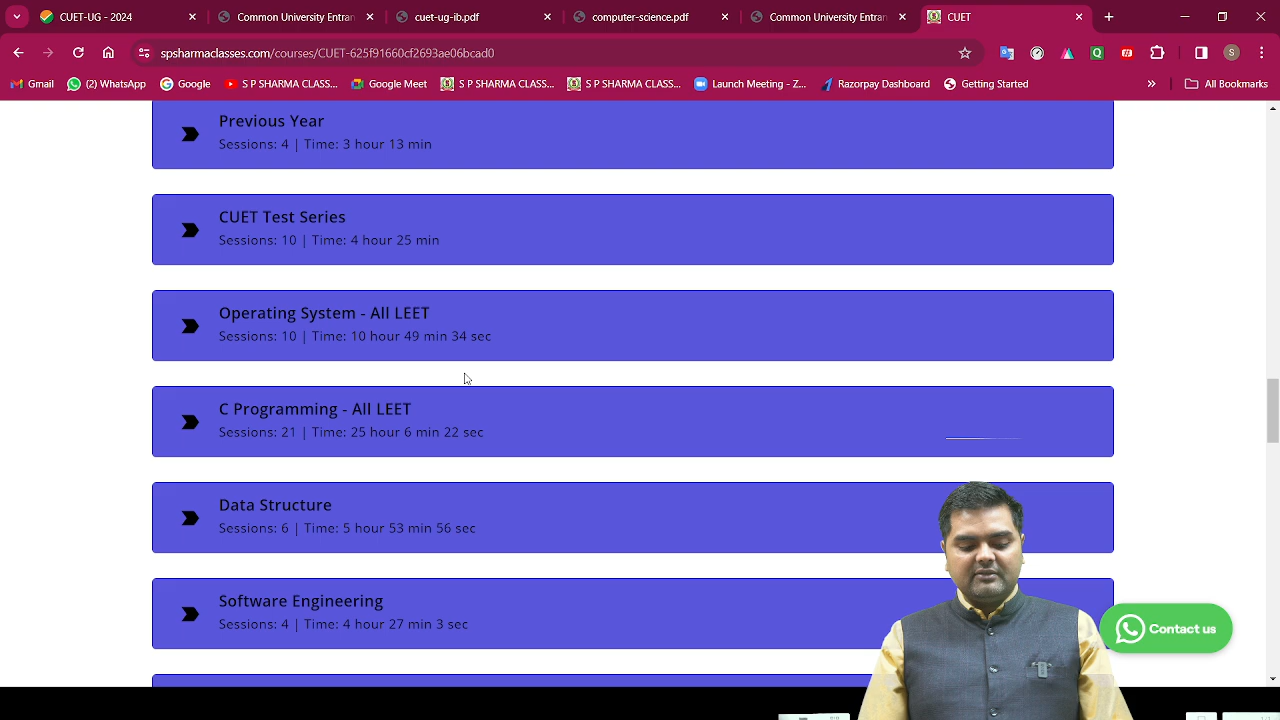 CUET-UG - 2024
Common University Entran
cuet-ug-ib.pdf
computer-science.pdf
Common University Entran
CUET
spsharmaclasses.com/courses/CUET-625f91660cf2693ae06bcad0
S
Gmail
(2) WhatsApp
Google
S P SHARMA CLASS...
Google Meet
S P SHARMA CLASS...
S P SHARMA CLASS...
Launch Meeting - Z...
Razorpay Dashboard
Getting Started
All Bookmarks
Previous Year
Sessions: 4 | Time: 3 hour 13 min
CUET Test Series
Sessions: 10 | Time: 4 hour 25 min
Operating System - All LEET
Sessions: 10 | Time: 10 hour 49 min 34 sec
C Programming - All LEET
Sessions: 21 | Time: 25 hour 6 min 22 sec
Data Structure
Sessions: 6 | Time: 5 hour 53 min 56 sec
Software Engineering
Sessions: 4 | Time: 4 hour 27 min 3 sec
Contact us